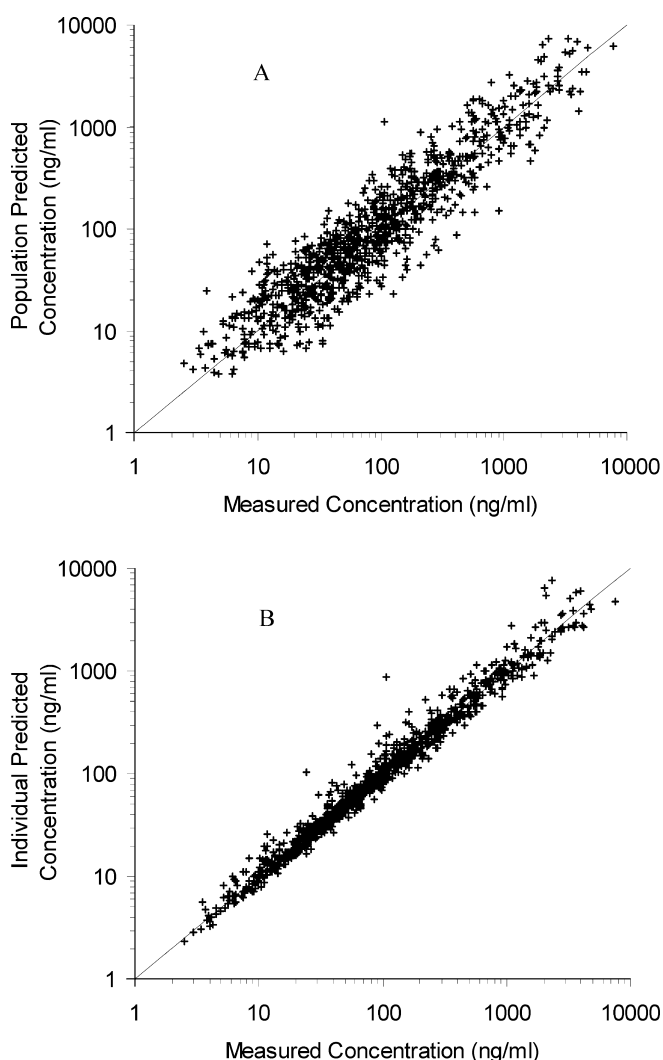 10000
1000
100
10
1
Population Predicted
Concentration (ng/ml)
A
1 10 100 1000 10000
Measured Concentration (ng/ml)
10000
1000
100
10
1
Individual Predicted
Concentration (ng/ml)
B
1 10 100 1000 10000
Measured Concentration (ng/ml)